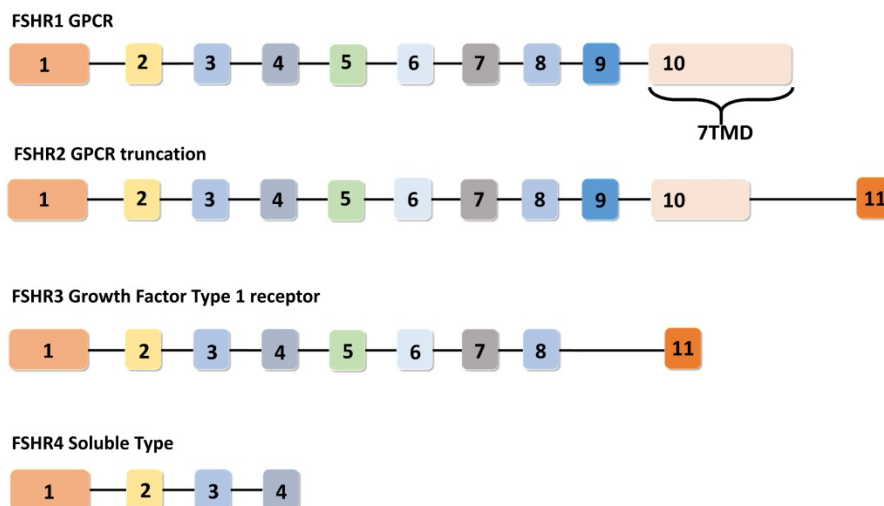 FSHR1 GPCR
1 2 3 4 5 6 7 8 9 10
7TMD
FSHR2 GPCR truncation
1 2 3 4 5 6 7 8 9 10 11
FSHR3 Growth Factor Type 1 receptor
1 2 3 4 5 6 7 8 11
FSHR4 Soluble Type
1 2 3 4